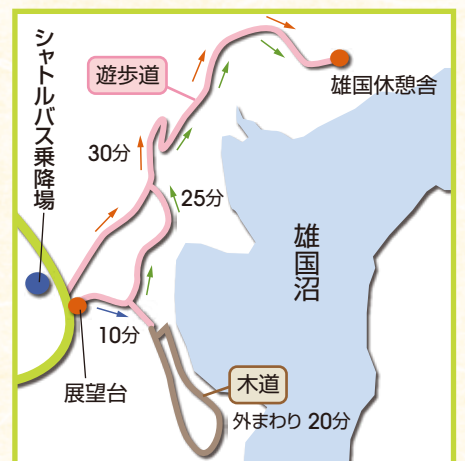 シャトルバス乗降場
遊歩道
雄国休憩舎
30分
25分
雄国沼
10分
展望台
木道
外まわり 20分